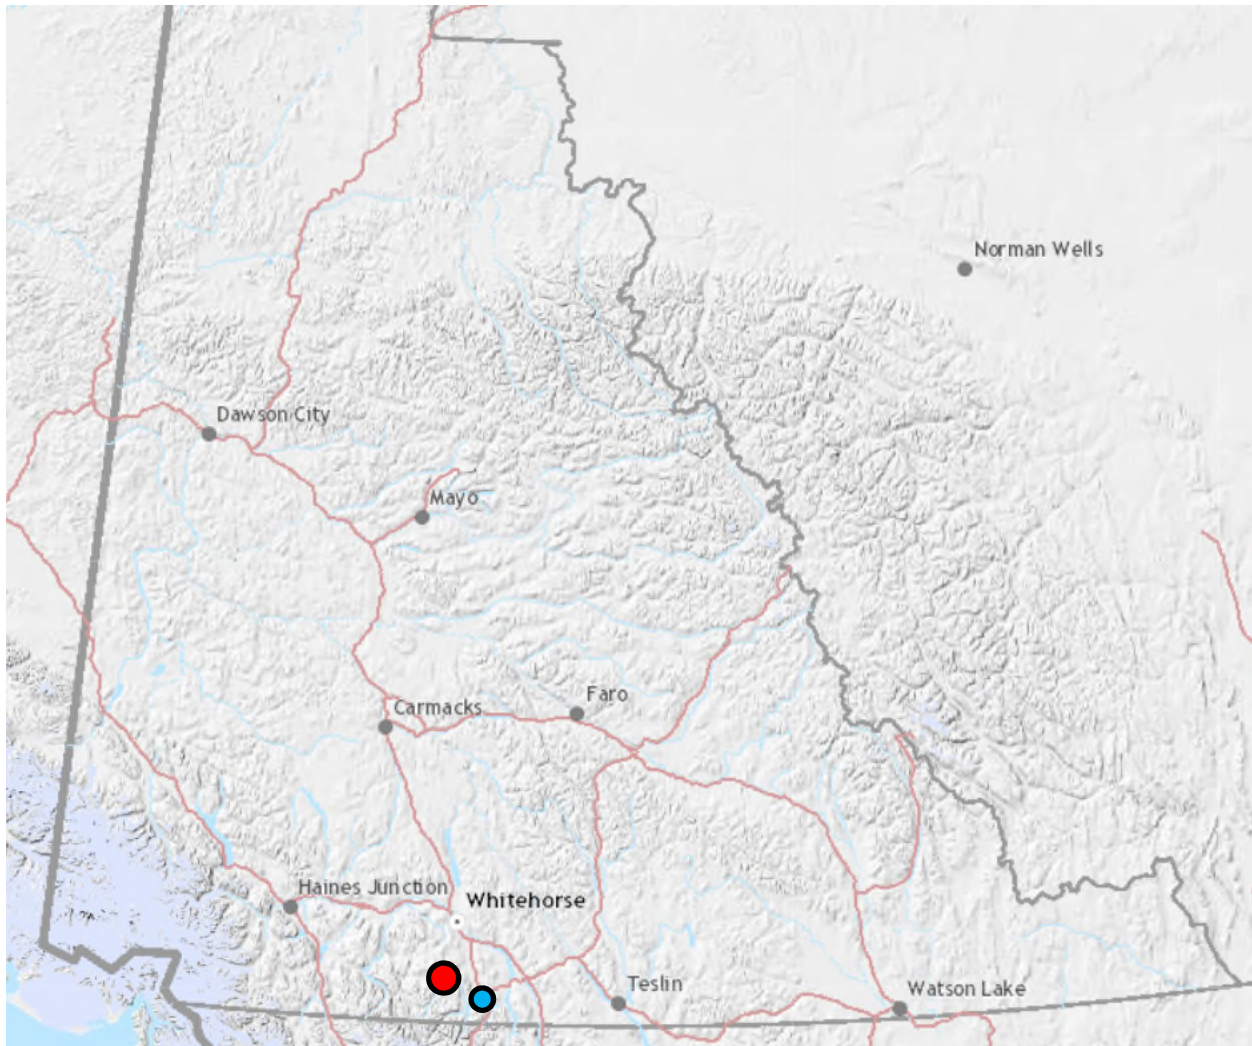 Norman Wells
Dawson City
Mayo
Faro
Carmacks
Haines Junction
Whitehorse
Teslin
Watson Lake